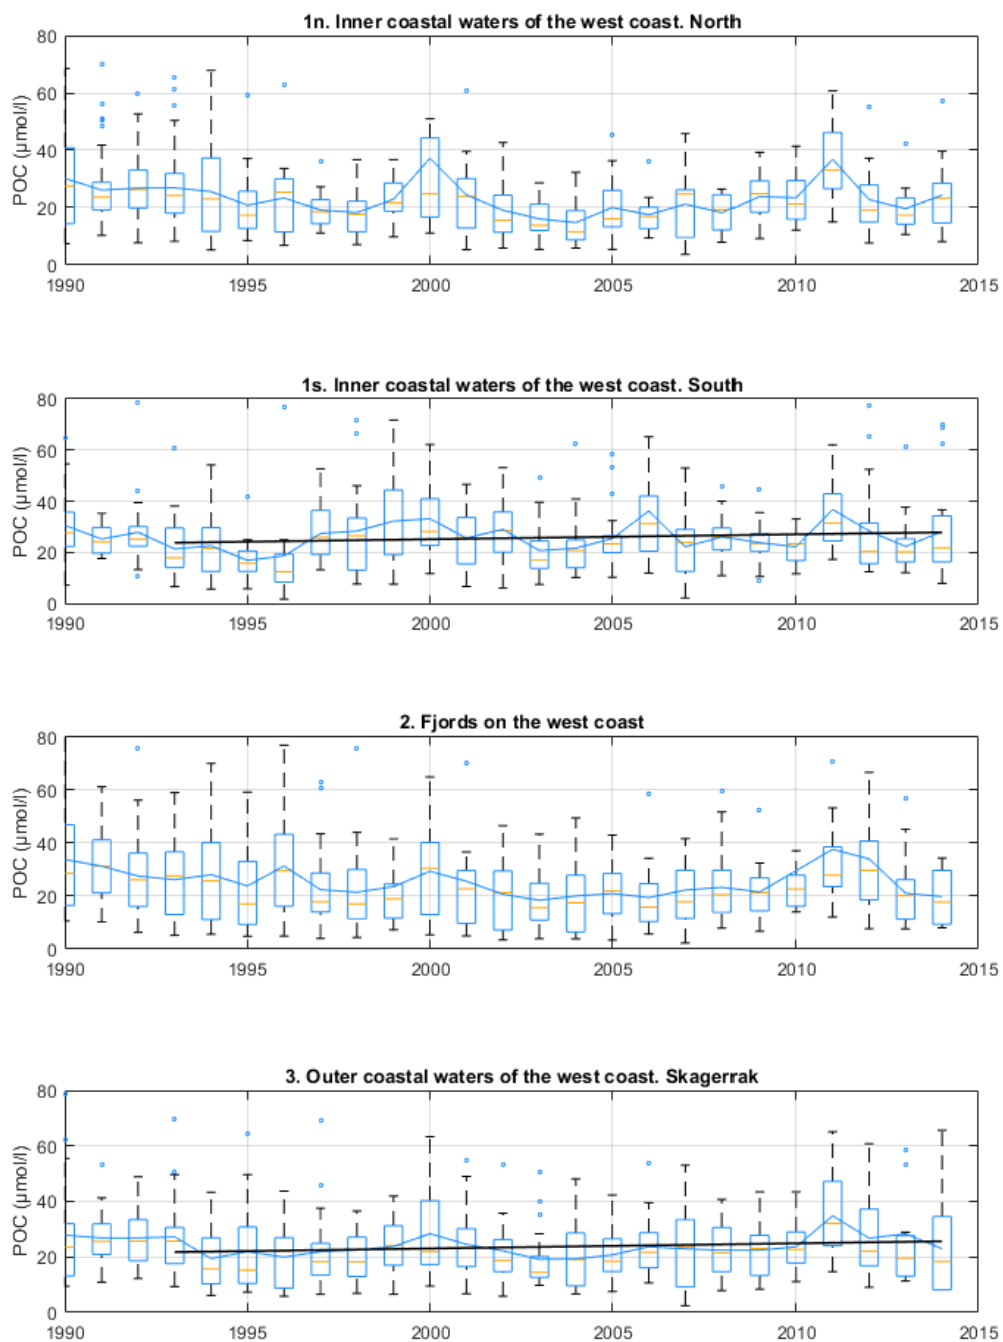 1n. Inner coastal waters of the west coast. North
80
60
40
20
0
POC (µmol/l)
1990 1995 2000 2005 2010 2015
1s. Inner coastal waters of the west coast. South
80
60
40
20
0
POC (µmol/l)
1990 1995 2000 2005 2010 2015
2. Fjords on the west coast
80
60
40
20
0
POC (µmol/l)
1990 1995 2000 2005 2010 2015
3. Outer coastal waters of the west coast. Skagerrak
80
60
40
20
0
POC (µmol/l)
1990 1995 2000 2005 2010 2015